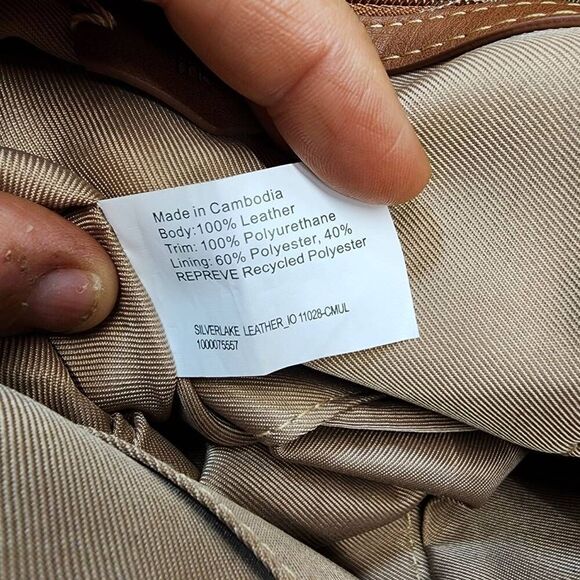 Made in Cambodia
Body:100% Leather
Trim: 100% Polyurethane
Lining: 60% Polyester, 40%
REPREVE Recycled Polyester
SILVERLAKE LEATHER_IO 11028-CMUL
1000075557